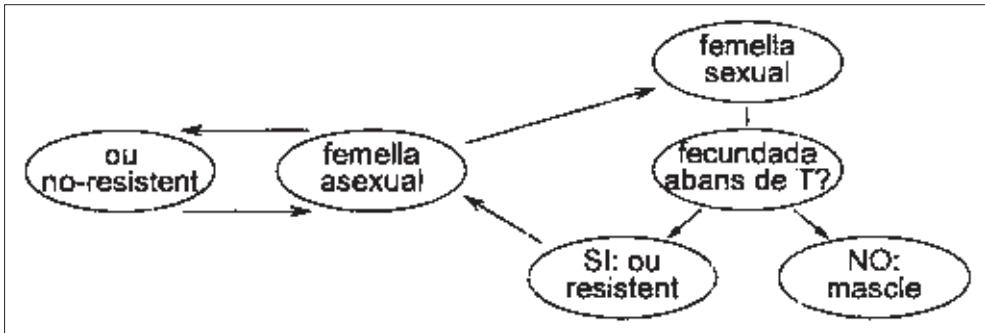 femella
sexual
ou
no-resistent
femella
asexual
fecundada
abans de T?
SI: ou
resistent
NO:
mascle